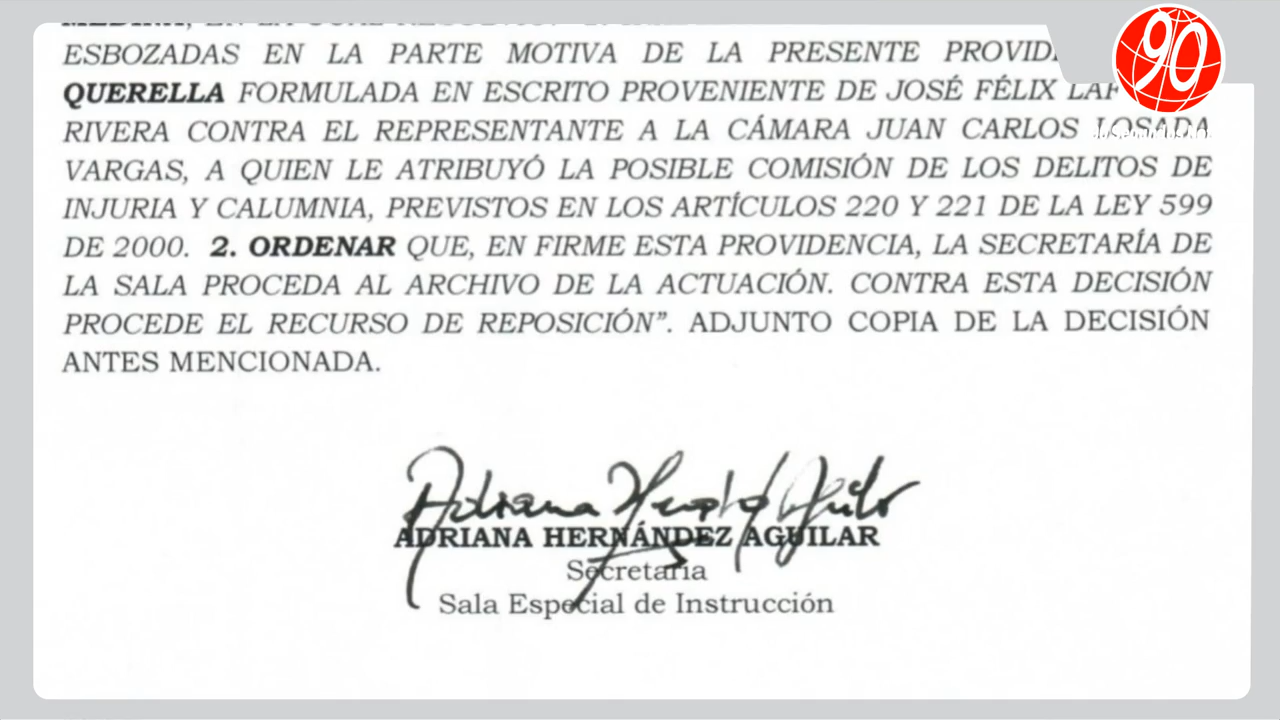 ESBOZADAS EN LA PARTE MOTIVA DE LA PRESENTE
QUERELLA FORMULADA EN ESCRITO PROVENIENTE DE JOSÉ FÉLIX
RIVERA CONTRA EL REPRESENTANTE A LA CÁMARA JUAN CARLOS LOSADA
VARGAS, A QUIEN LE ATRIBUYÓ LA POSIBLE COMISIÓN DE LOS DELITOS DE
INJURIA Y CALUMNIA, PREVISTOS EN LOS ARTÍCULOS 220 Y 221 DE LA LEY 599
DE 2000. 2. ORDENAR QUE, EN FIRME ESTA PROVIDENCIA, LA SECRETARÍA DE
LA SALA PROCEDA AL ARCHIVO DE LA ACTUACIÓN. CONTRA ESTA DECISIÓN
PROCEDE EL RECURSO DE REPOSICIÓN”. ADJUNTO COPIA DE LA DECISIÓN
ANTES MENCIONADA.
ADRIANA HERNÁNDEZ AGUILAR
Secretaria
Sala Especial de Instrucción
90